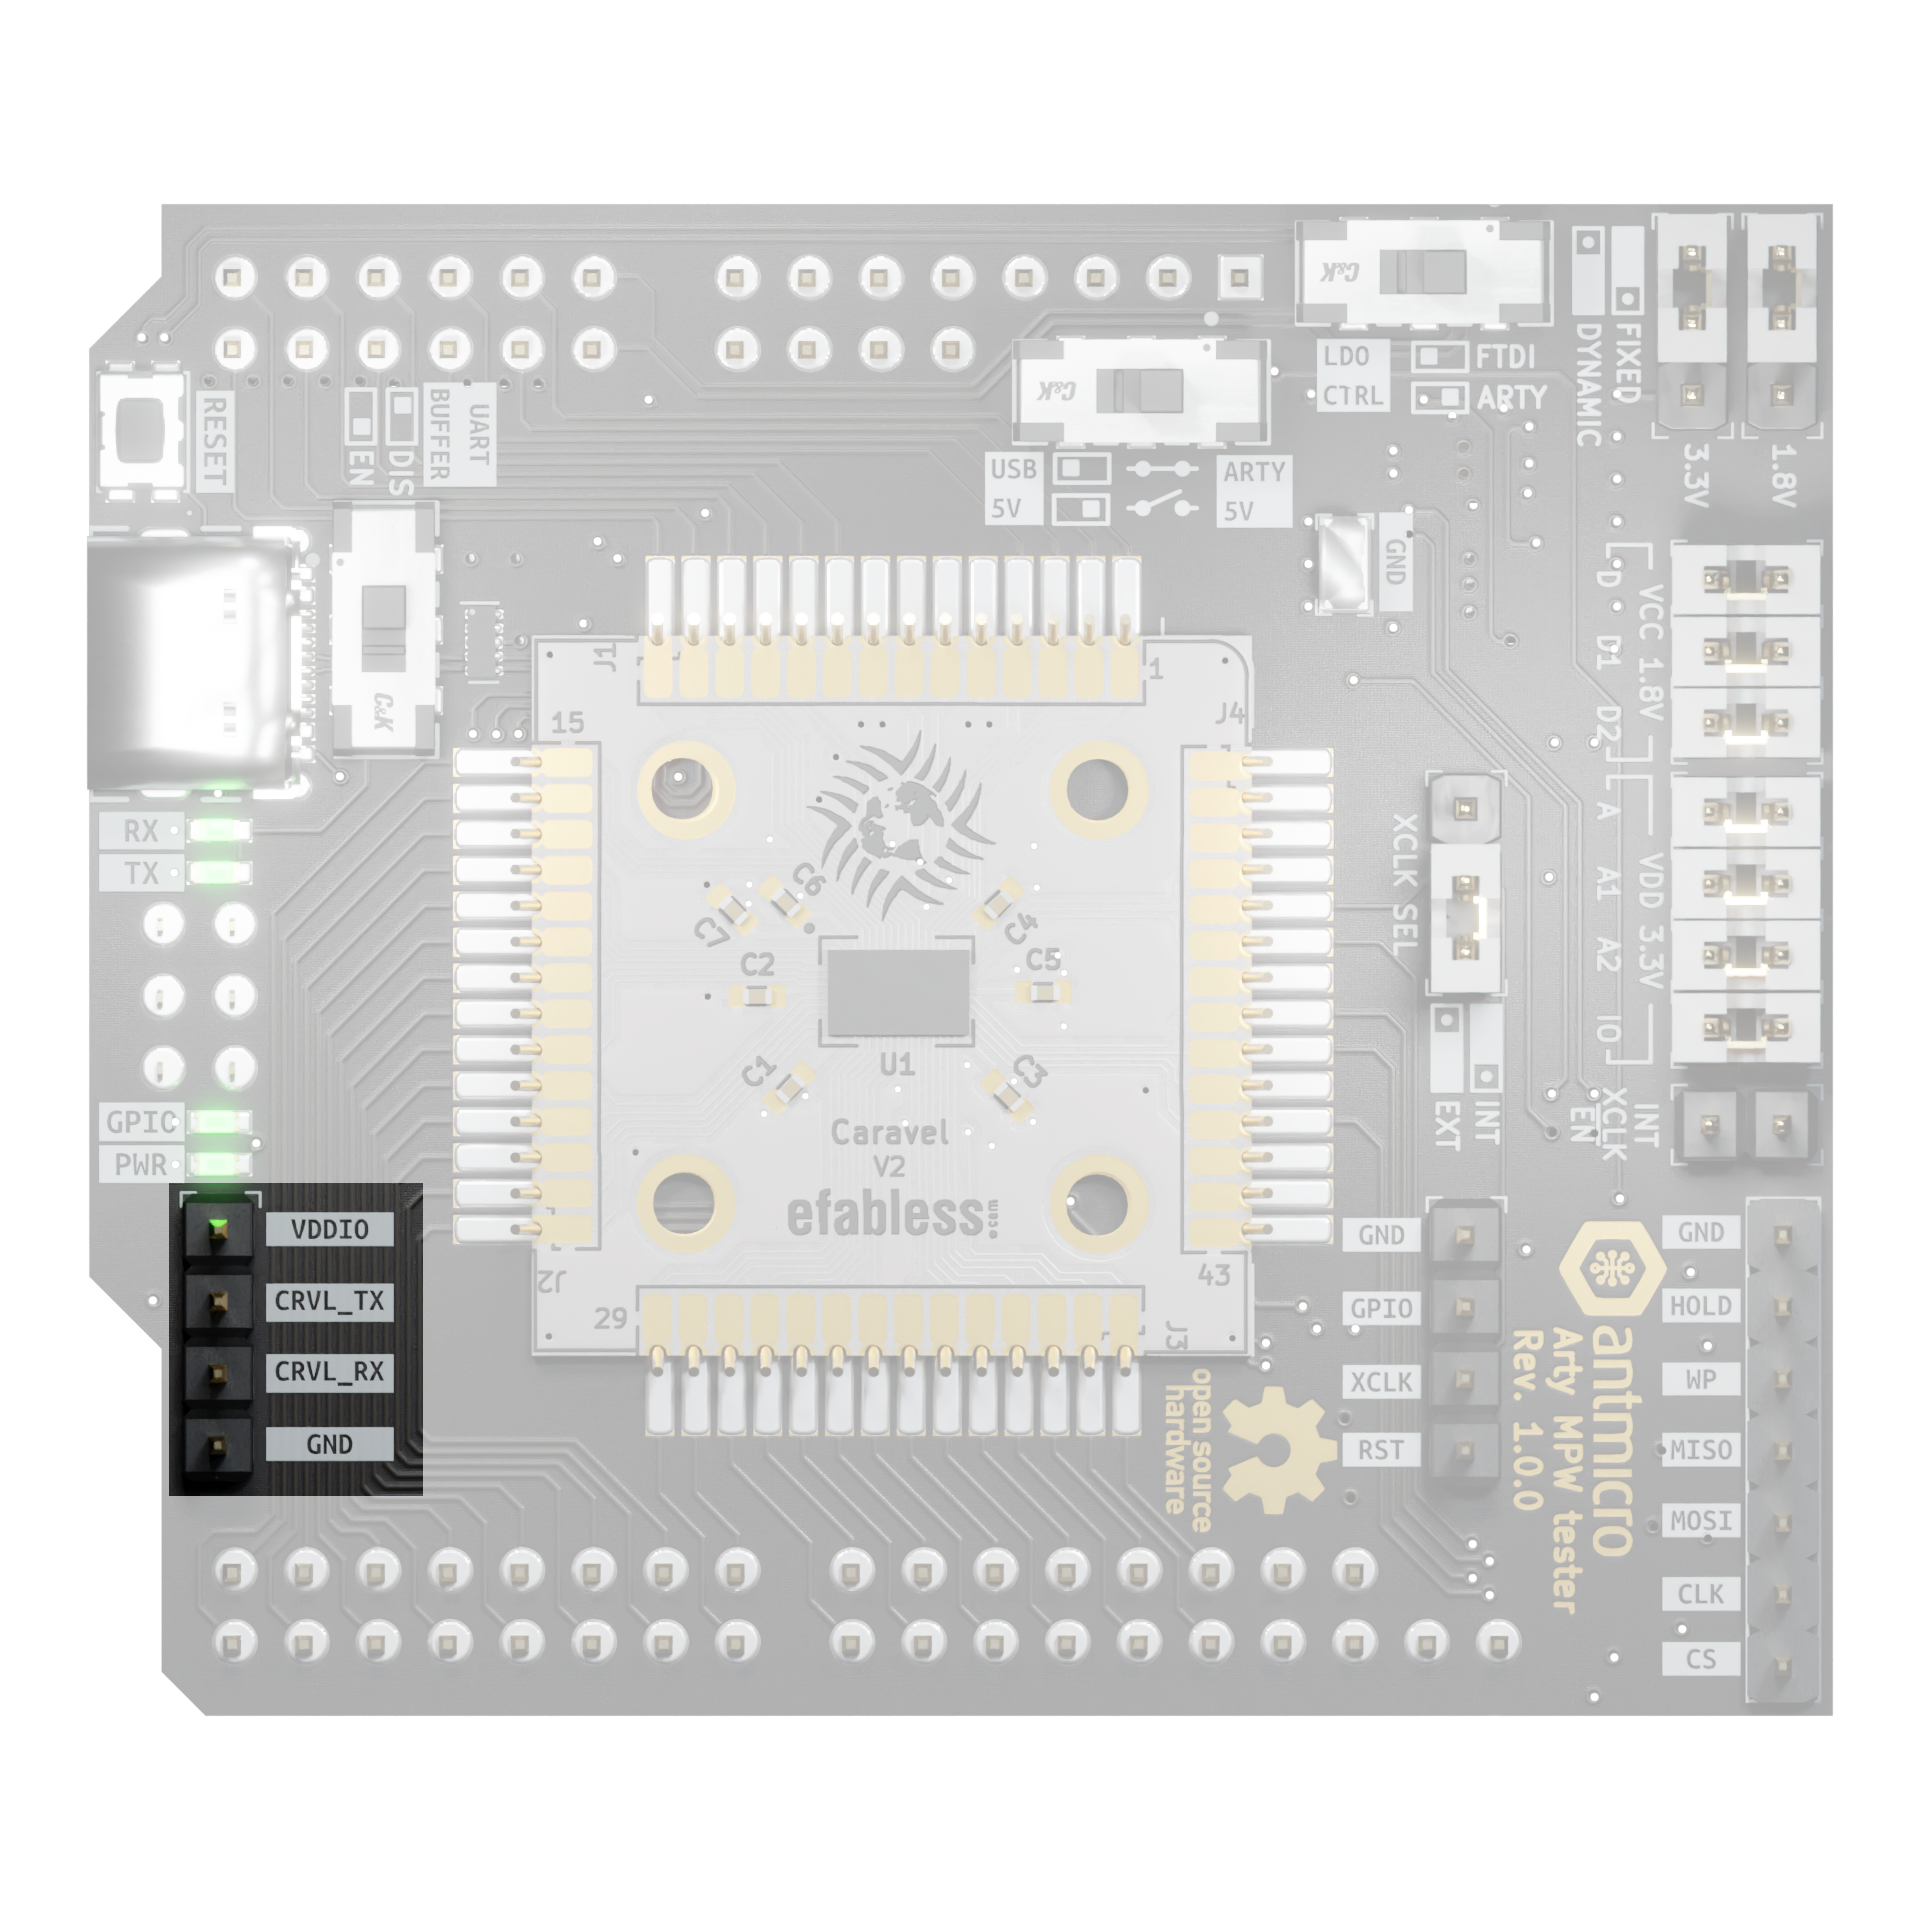 C&K
LDO
CTRL
FTDI
ARTY
DYNAMIC
FIXED
3.3V
1.8V
RESET
EN
DIS
UART
BUFFER
C&K
USB
5V
ARTY
5V
GND
C&K
J1
1
15
J4
D
D1
D2
VCC 1.8V
A
A1
A2
IO
VDD 3.3V
RX
TX
GPIO
PWR
C7
C6
C4
C2
C5
C1
U1
C3
Caravel
V2
efabless.com
J2
29
43
J3
XCLK SEL
EXT
INT
INT
XCLK
EN
VDDIO
CRVL_TX
CRVL_RX
GND
GND
GPIO
XCLK
RST
open source
hardware
antmicro
Arty MPW tester
Rev. 1.0.0
GND
HOLD
WP
MISO
MOSI
CLK
CS